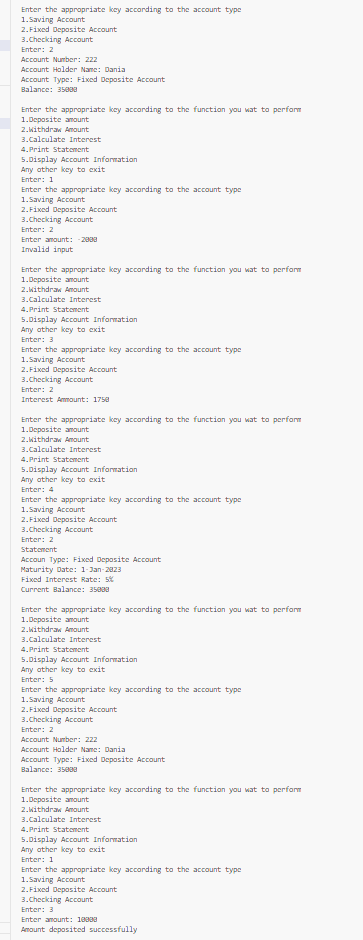 Enter the appropriate key according to the account type
1.Saving Account
2.Fixed Deposite Account
3.Checking Account
Enter: 2
Account Number: 222
Account Holder Name: Dania
Account Type: Fixed Deposite Account
Balance: 35000
Enter the appropriate key according to the function you wat to perform
1.Deposite amount
2.Withdraw Amount
3.Calculate Interest
4.Print Statement
5.Display Account Information
Any other key to exit
Enter: 1
Enter the appropriate key according to the account type
1.Saving Account
2.Fixed Deposite Account
3.Checking Account
Enter: 2
Enter amount: -2000
Invalid input
Enter the appropriate key according to the function you wat to perform
1.Deposite amount
2.Withdraw Amount
3.Calculate Interest
4.Print Statement
5.Display Account Information
Any other key to exit
Enter: 3
Enter the appropriate key according to the account type
1.Saving Account
2.Fixed Deposite Account
3.Checking Account
Enter: 2
Interest Ammount: 1750
Enter the appropriate key according to the function you wat to perform
1.Deposite amount
2.Withdraw Amount
3.Calculate Interest
4.Print Statement
5.Display Account Information
Any other key to exit
Enter: 4
Enter the appropriate key according to the account type
1.Saving Account
2.Fixed Deposite Account
3.Checking Account
Enter: 2
Statement
Accoun Type: Fixed Deposite Account
Maturity Date: 1-Jan-2023
Fixed Interest Rate: 5%
Current Balance: 35000
Enter the appropriate key according to the function you wat to perform
1.Deposite amount
2.Withdraw Amount
3.Calculate Interest
4.Print Statement
5.Display Account Information
Any other key to exit
Enter: 5
Enter the appropriate key according to the account type
1.Saving Account
2.Fixed Deposite Account
3.Checking Account
Enter: 2
Account Number: 222
Account Holder Name: Dania
Account Type: Fixed Deposite Account
Balance: 35000
Enter the appropriate key according to the function you wat to perform
1.Deposite amount
2.Withdraw Amount
3.Calculate Interest
4.Print Statement
5.Display Account Information
Any other key to exit
Enter: 1
Enter the appropriate key according to the account type
1.Saving Account
2.Fixed Deposite Account
3.Checking Account
Enter: 3
Enter amount: 10000
Amount deposited successfully